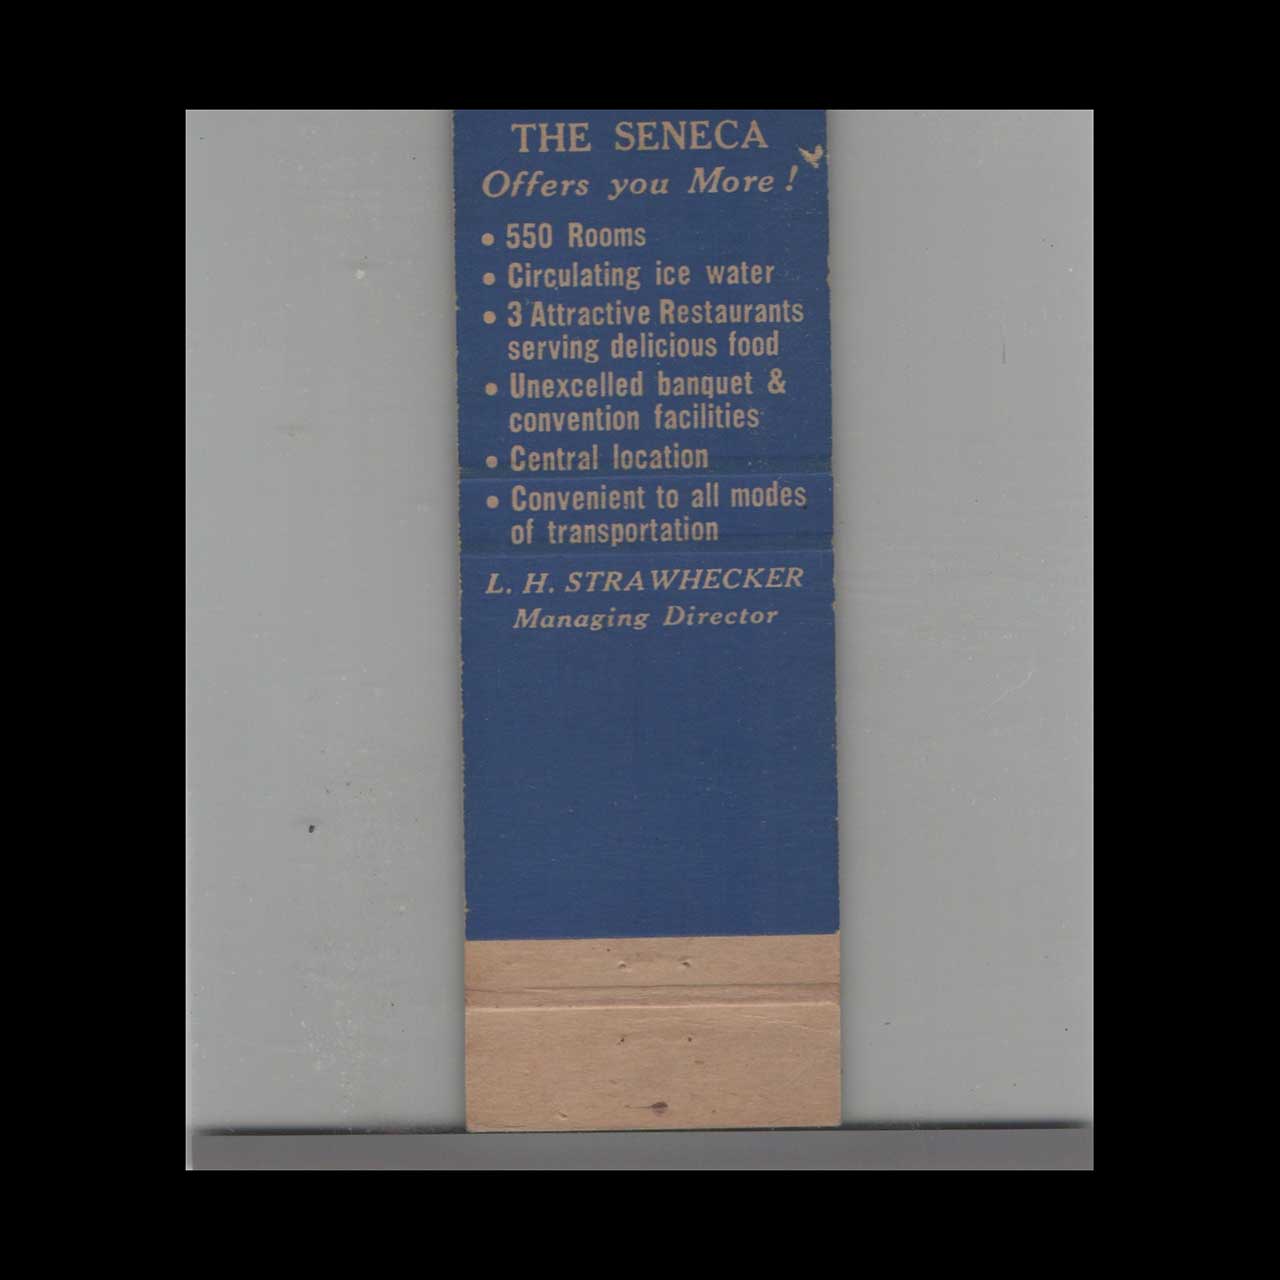 THE SENECA
Offers you More!
• 550 Rooms
• Circulating ice water
• 3 Attractive Restaurants
serving delicious food
• Unexcelled banquet &
convention facilities
• Central location
• Convenient to all modes
of transportation
L. H. STRAWHECKER
Managing Director